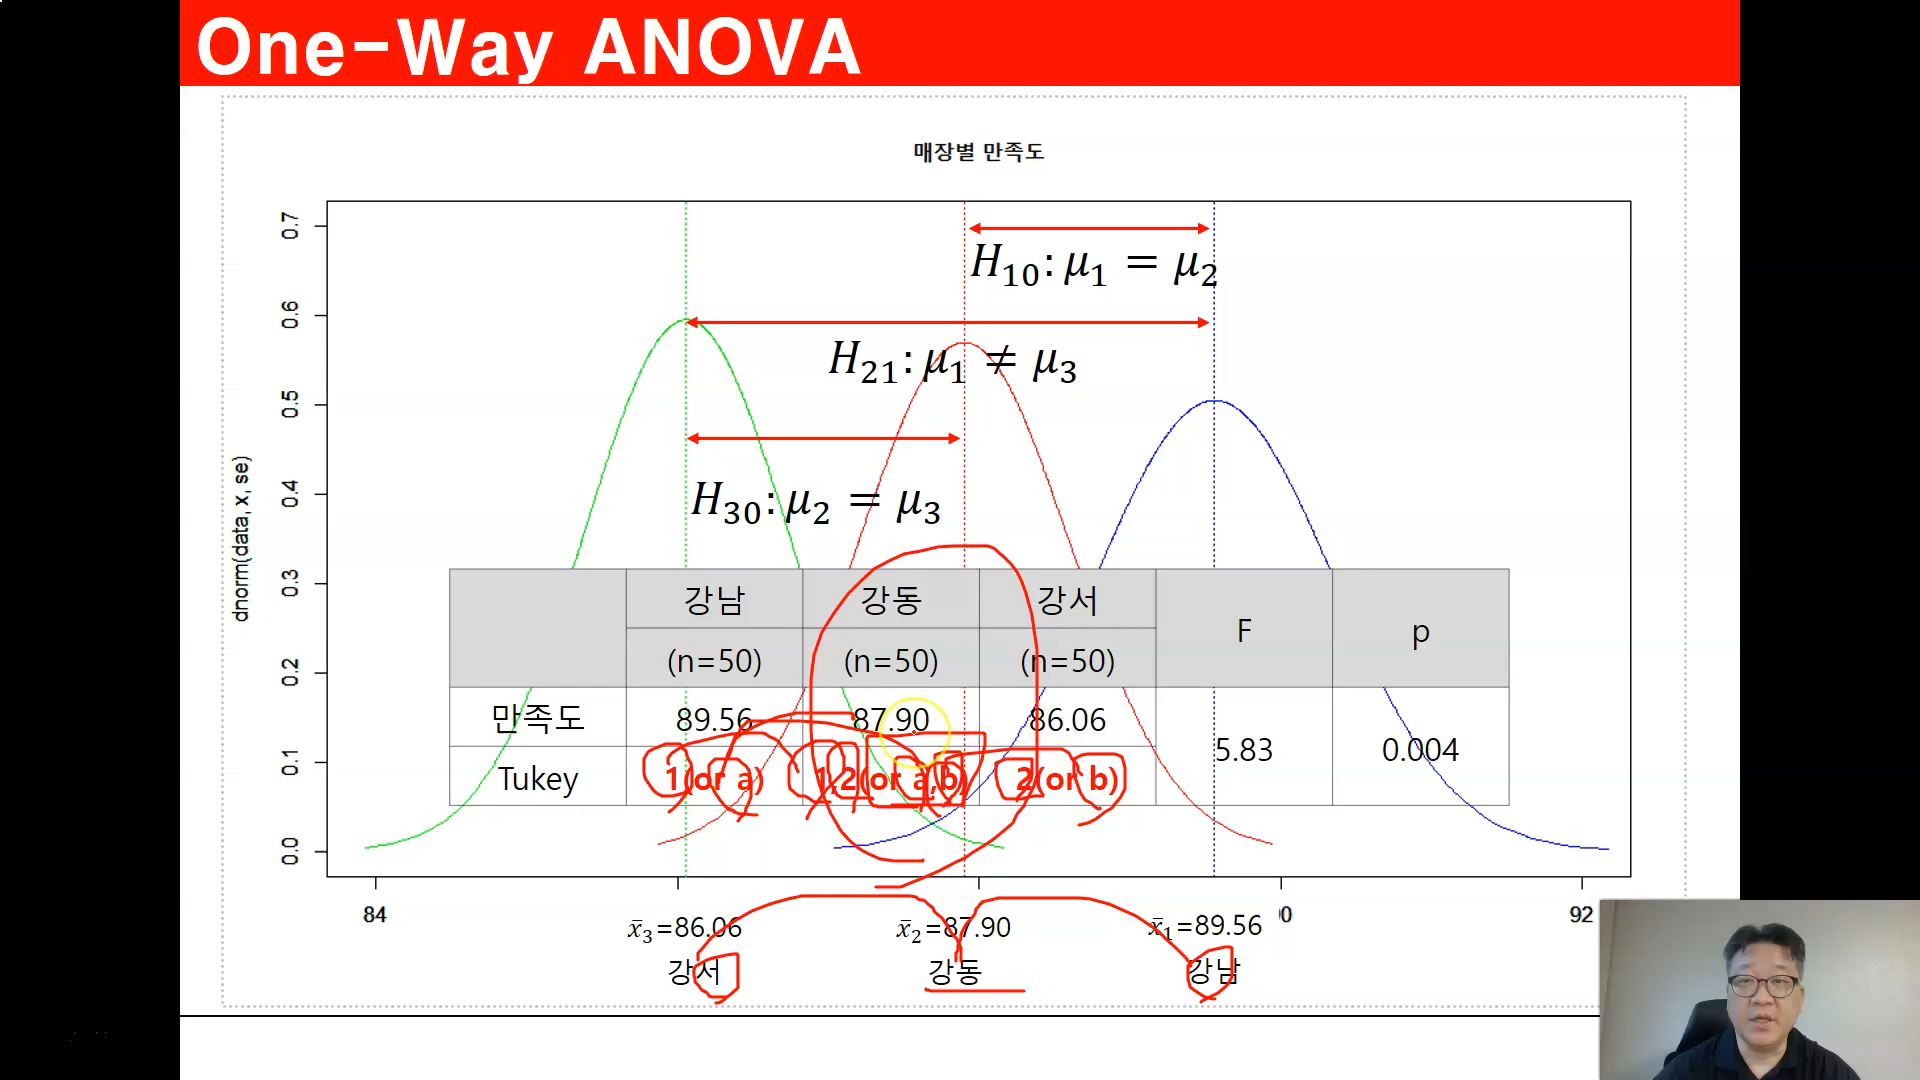 One-Way ANOVA
매장별 만족도
dnorm(data, x, se)
0.7
0.6
0.5
0.4
0.3
0.2
0.1
0.0
H10: μ1 = μ2
H21: μ1 ≠ μ3
H30: μ2 = μ3
강남 강동 강서 F p
(n=50) (n=50) (n=50)
만족도 89.56 87.90 86.06 5.83 0.004
Tukey 1(or a) 1,2(or a,b) 2(or b)
84 92
x̄3=86.06 x̄2=87.90 x̄1=89.56
강서 강동 강남